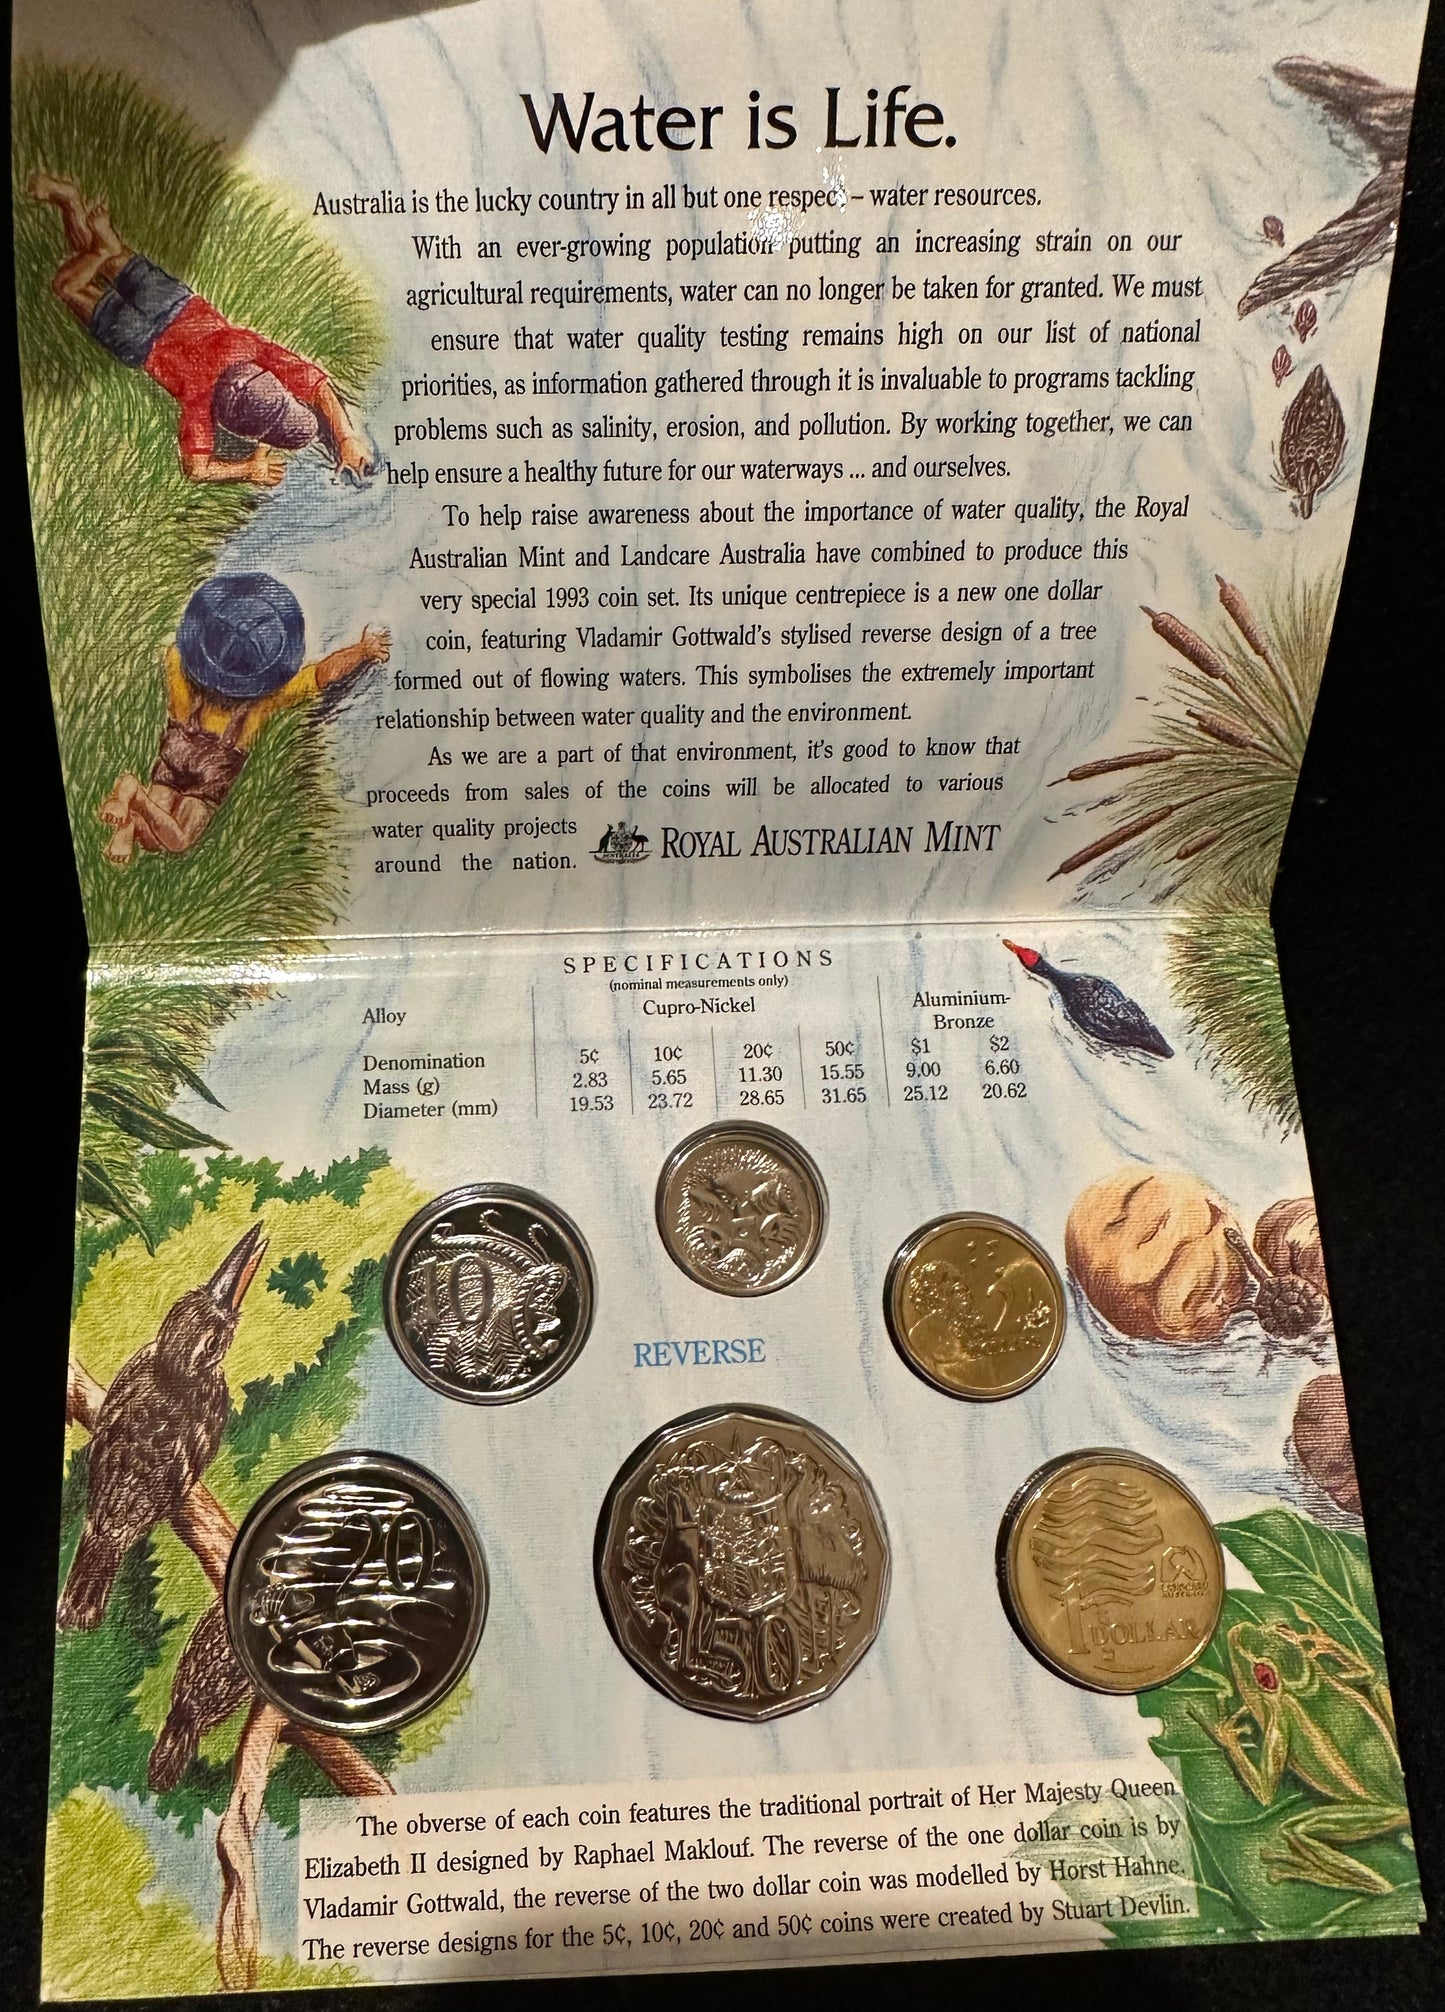 Water is Life.
Australia is the lucky country in all but one respect – water resources.
With an ever-growing population putting an increasing strain on our
agricultural requirements, water can no longer be taken for granted. We must
ensure that water quality testing remains high on our list of national
priorities, as information gathered through it is invaluable to programs tackling
problems such as salinity, erosion, and pollution. By working together, we can
help ensure a healthy future for our waterways ... and ourselves.
To help raise awareness about the importance of water quality, the Royal
Australian Mint and Landcare Australia have combined to produce this
very special 1993 coin set. Its unique centrepiece is a new one dollar
coin, featuring Vladamir Gottwald's stylised reverse design of a tree
formed out of flowing waters. This symbolises the extremely important
relationship between water quality and the environment.
As we are a part of that environment, it's good to know that
proceeds from sales of the coins will be allocated to various
water quality projects
around the nation.
ROYAL AUSTRALIAN MINT
SPECIFICATIONS
(nominal measurements only)
Alloy Cupro-Nickel Aluminium-
Bronze
Denomination 5¢ 10¢ 20¢ 50¢ $1 $2
Mass (g) 2.83 5.65 11.30 15.55 9.00 6.60
Diameter (mm) 19.53 23.72 28.65 31.65 25.12 20.62
5
10
2
DOLLARS
REVERSE
20
50
1
DOLLAR
LANDCARE
AUSTRALIA
The obverse of each coin features the traditional portrait of Her Majesty Queen
Elizabeth II designed by Raphael Maklouf. The reverse of the one dollar coin is by
Vladamir Gottwald, the reverse of the two dollar coin was modelled by Horst Hahne.
The reverse designs for the 5¢, 10¢, 20¢ and 50¢ coins were created by Stuart Devlin.